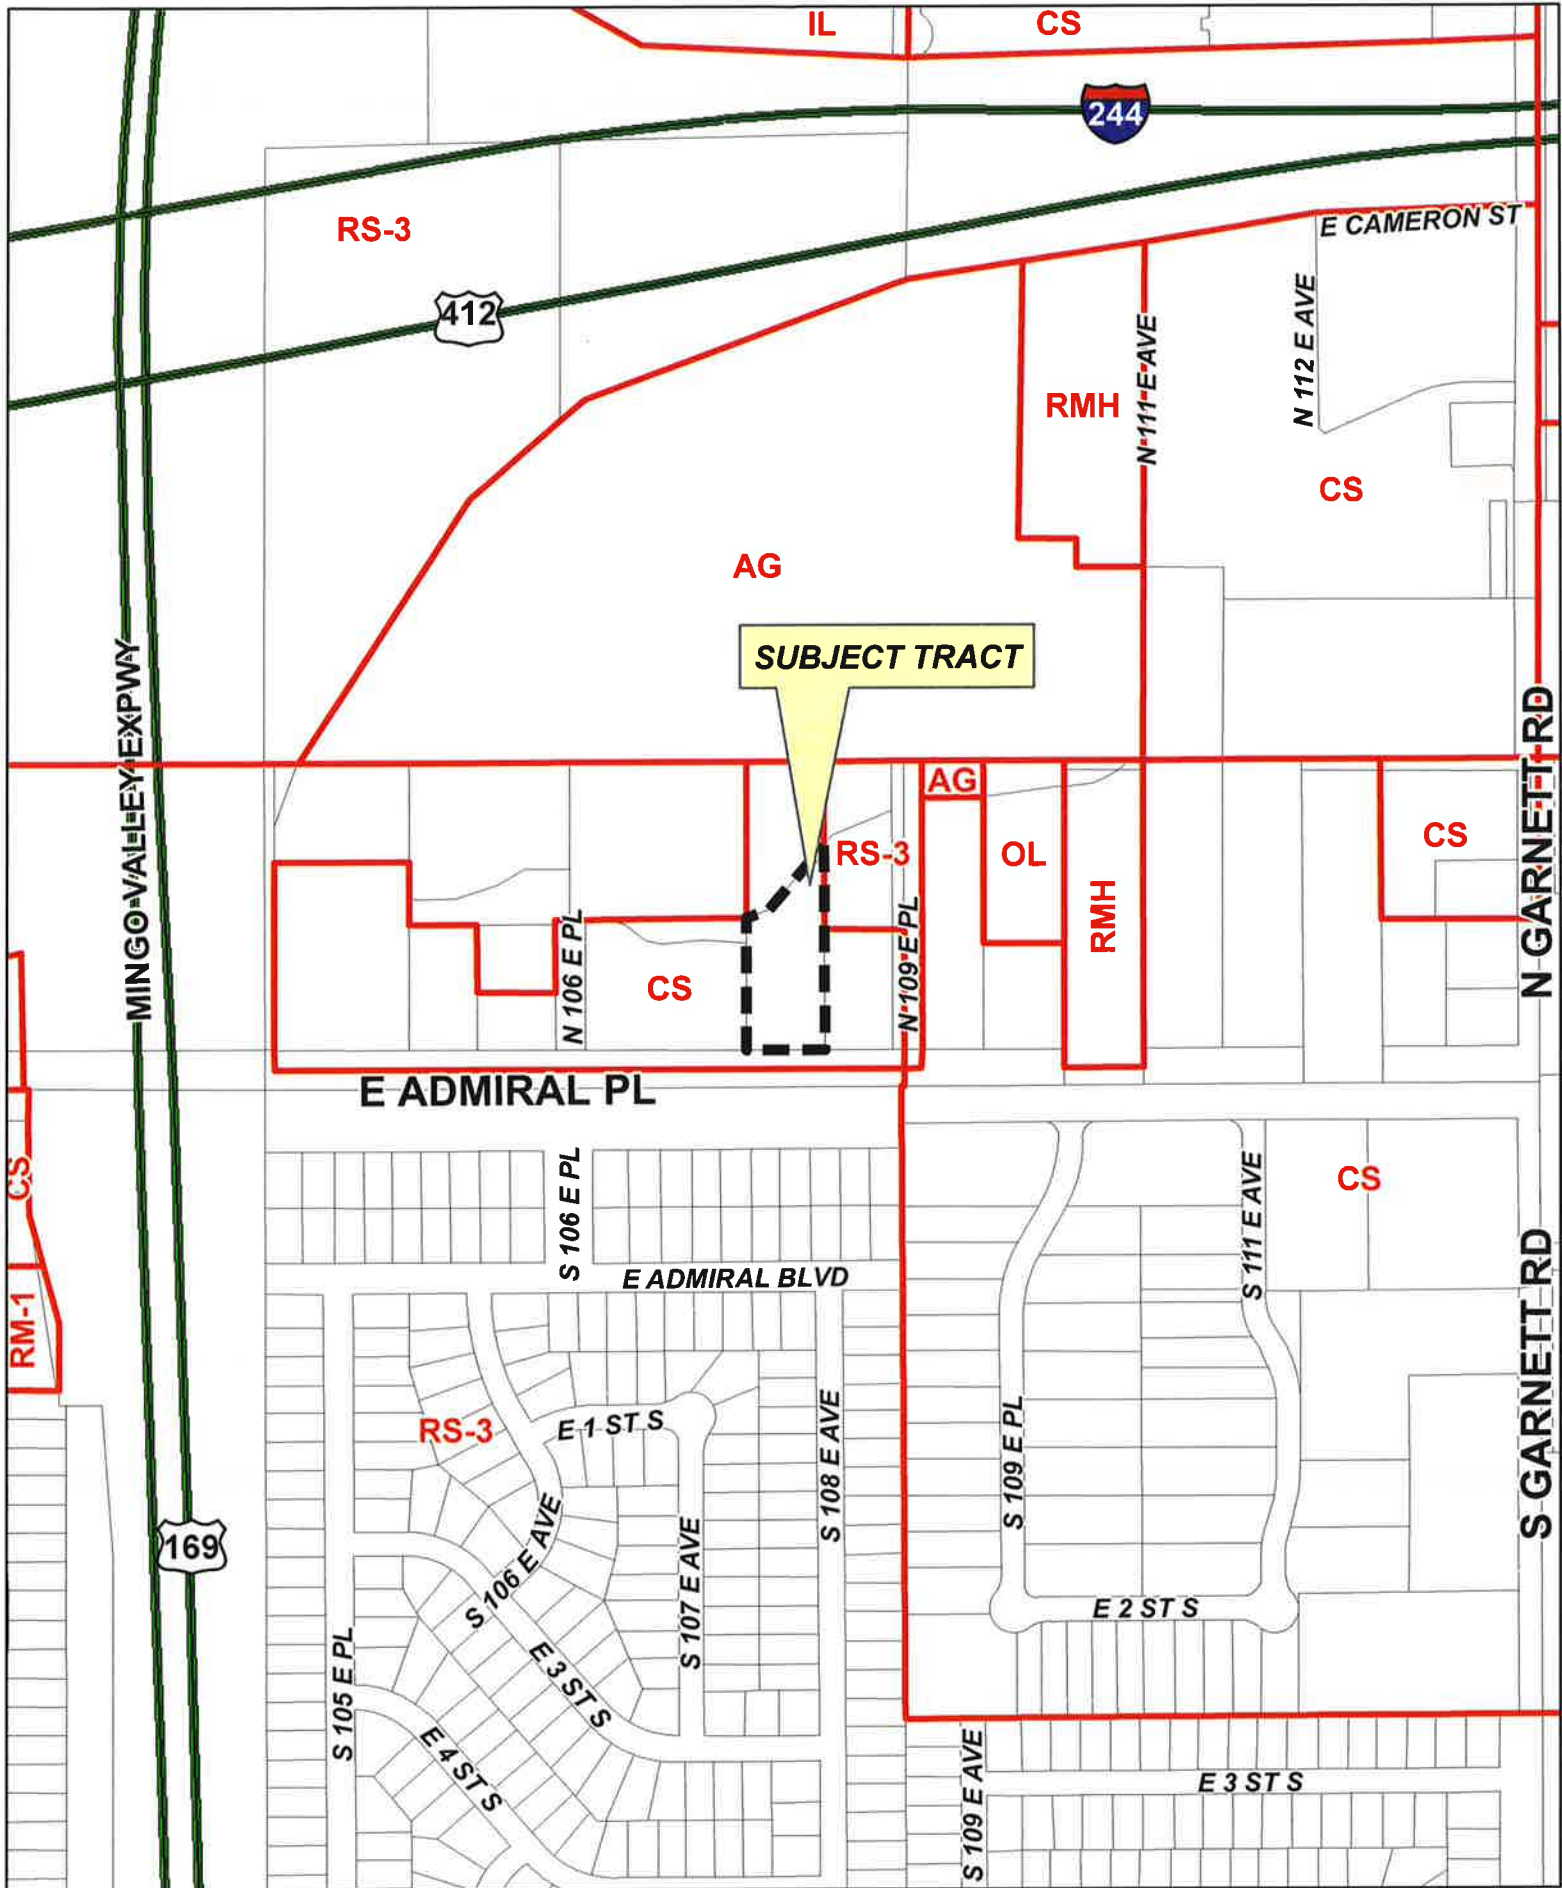 IL
CS
244
RS-3
E CAMERON ST
412
N 112 E AVE
N 111 E AVE
RMH
CS
AG
SUBJECT TRACT
MINGO VALLEY EXPWY
N GARNETT RD
AG
RS-3
OL
CS
RMH
N 106 E PL
CS
N 109 E PL
E ADMIRAL PL
CS
S 106 E PL
S 111 E AVE
CS
E ADMIRAL BLVD
RM-1
S GARNETT RD
RS-3
E 1 ST S
S 108 E AVE
S 109 E PL
169
S 106 E AVE
S 107 E AVE
E 2 ST S
S 105 E PL
E 3 ST S
E 4 ST S
S 109 E AVE
E 3 ST S